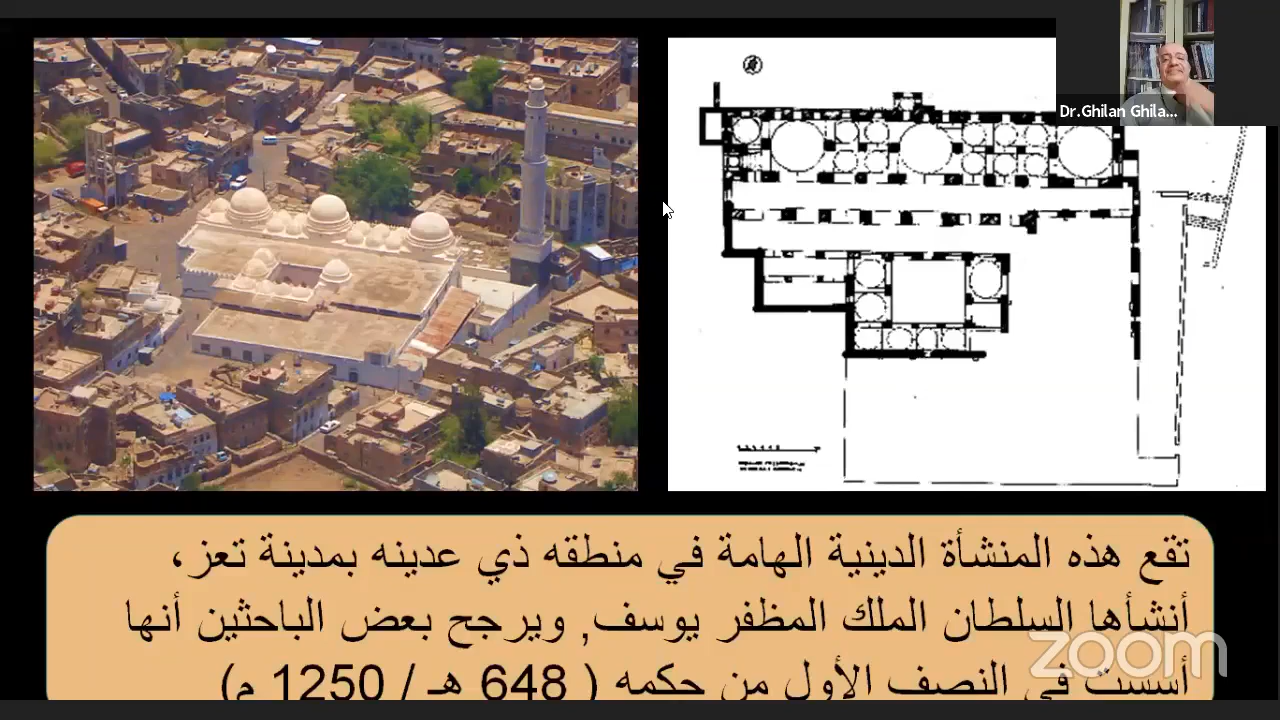 Dr.Ghilan Ghila...
تقع هذه المنشأة الدينية الهامة في منطقه ذي عدينه بمدينة تعز،
أنشأها السلطان الملك المظفر يوسف, ويرجح بعض الباحثين أنها
أسست في النصف الأول من حكمه ( 648 هـ / 1250 م)
zoom